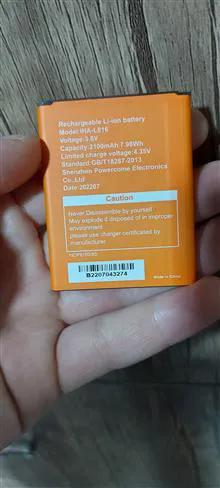 Rechargeable Li-ion battery
Model:IHA-L816
Voltage:3.8V
Capacity:2100mAh 7.98Wh
Limited charge voltage:4.35V
Standard:GB/T18287-2013
Shenzhen Powercome Electronics
Co.,Ltd
Date:202207
Caution
Never Disassemble by yourself
May explode if disposed of in improper
environment
please use charger certificated by
manufacturer
B2207043274
Made in China